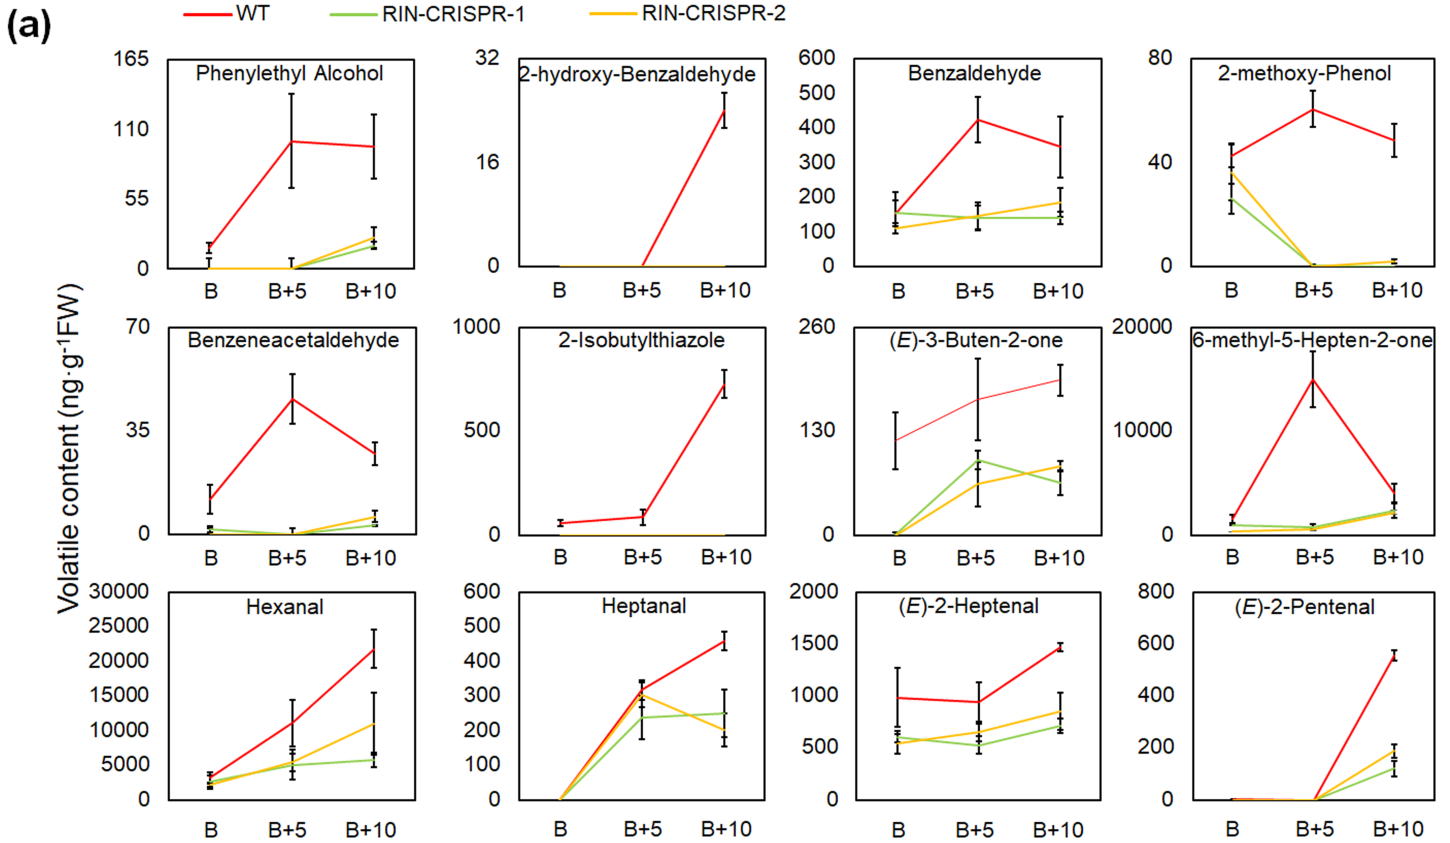 (a)
WT RIN-CRISPR-1 RIN-CRISPR-2
Volatile content (ng·g⁻¹FW)
Phenylethyl Alcohol
165
110
55
0
B B+5 B+10
2-hydroxy-Benzaldehyde
32
16
0
B B+5 B+10
Benzaldehyde
600
500
400
300
200
100
0
B B+5 B+10
2-methoxy-Phenol
80
40
0
B B+5 B+10
Benzeneacetaldehyde
70
35
0
B B+5 B+10
2-Isobutylthiazole
1000
500
0
B B+5 B+10
(E)-3-Buten-2-one
260
130
0
B B+5 B+10
6-methyl-5-Hepten-2-one
20000
10000
0
B B+5 B+10
Hexanal
30000
25000
20000
15000
10000
5000
0
B B+5 B+10
Heptanal
600
500
400
300
200
100
0
B B+5 B+10
(E)-2-Heptenal
2000
1500
1000
500
0
B B+5 B+10
(E)-2-Pentenal
800
600
400
200
0
B B+5 B+10